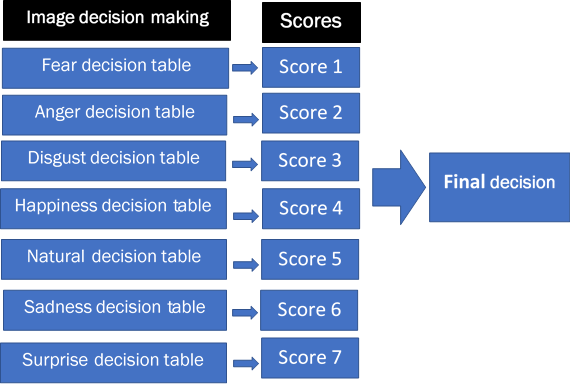 Image decision making
Scores
Fear decision table
Score 1
Anger decision table
Score 2
Disgust decision table
Score 3
Happiness decision table
Score 4
Natural decision table
Score 5
Sadness decision table
Score 6
Surprise decision table
Score 7
Final decision